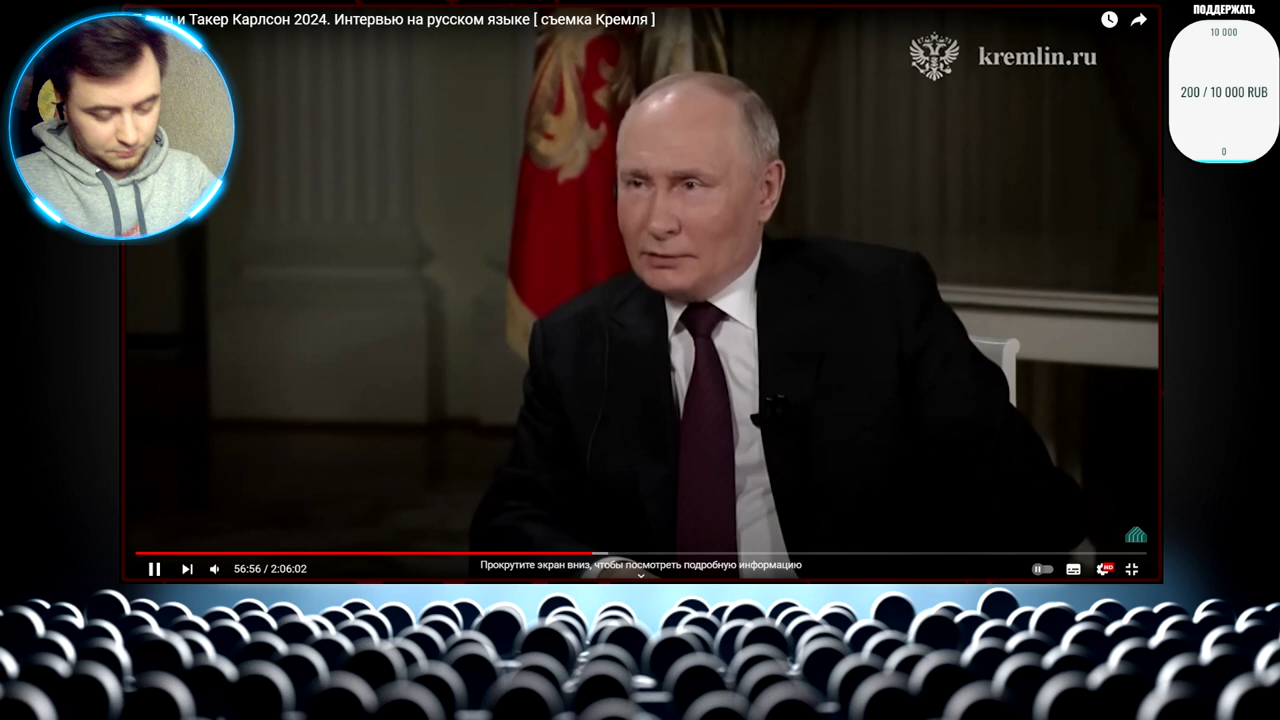 и Такер Карлсон 2024. Интервью на русском языке [ съемка Кремля ]
kremlin.ru
ПОДДЕРЖАТЬ
10 000
200 / 10 000 RUB
0
Прокрутите экран вниз, чтобы посмотреть подробную информацию
56:56 / 2:06:02
HD